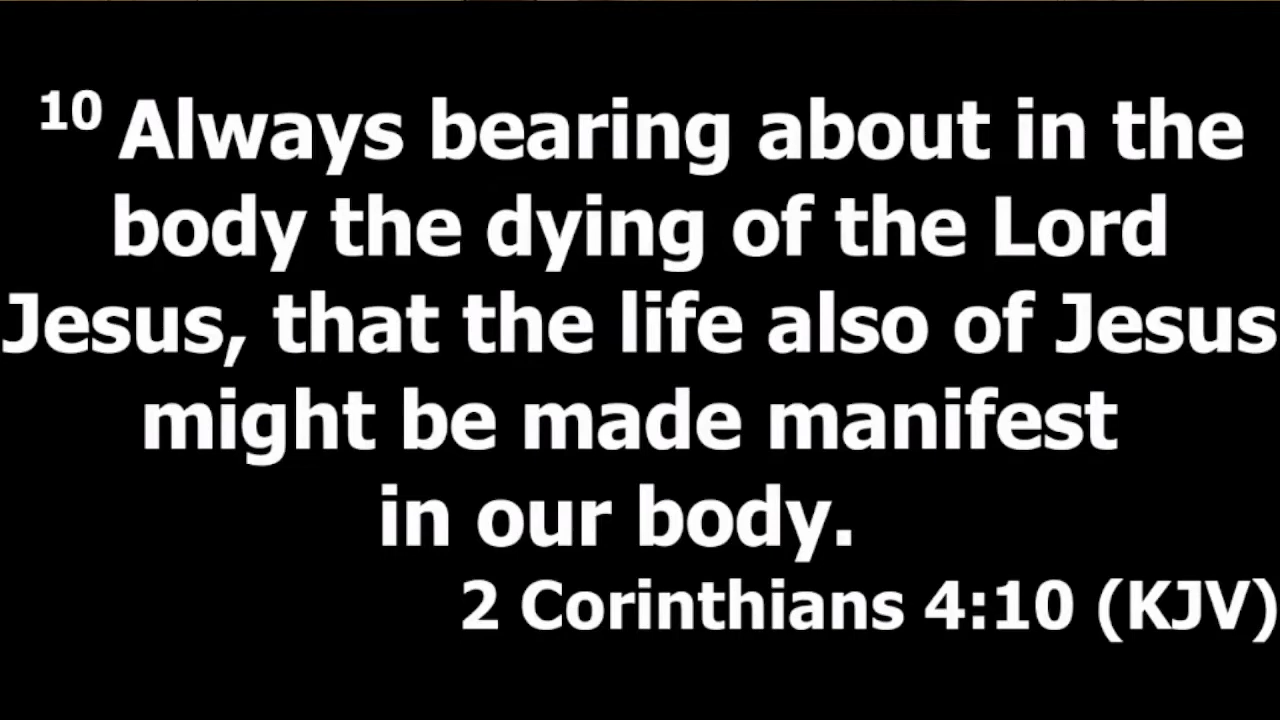 10 Always bearing about in the
body the dying of the Lord
Jesus, that the life also of Jesus
might be made manifest
in our body.
2 Corinthians 4:10 (KJV)